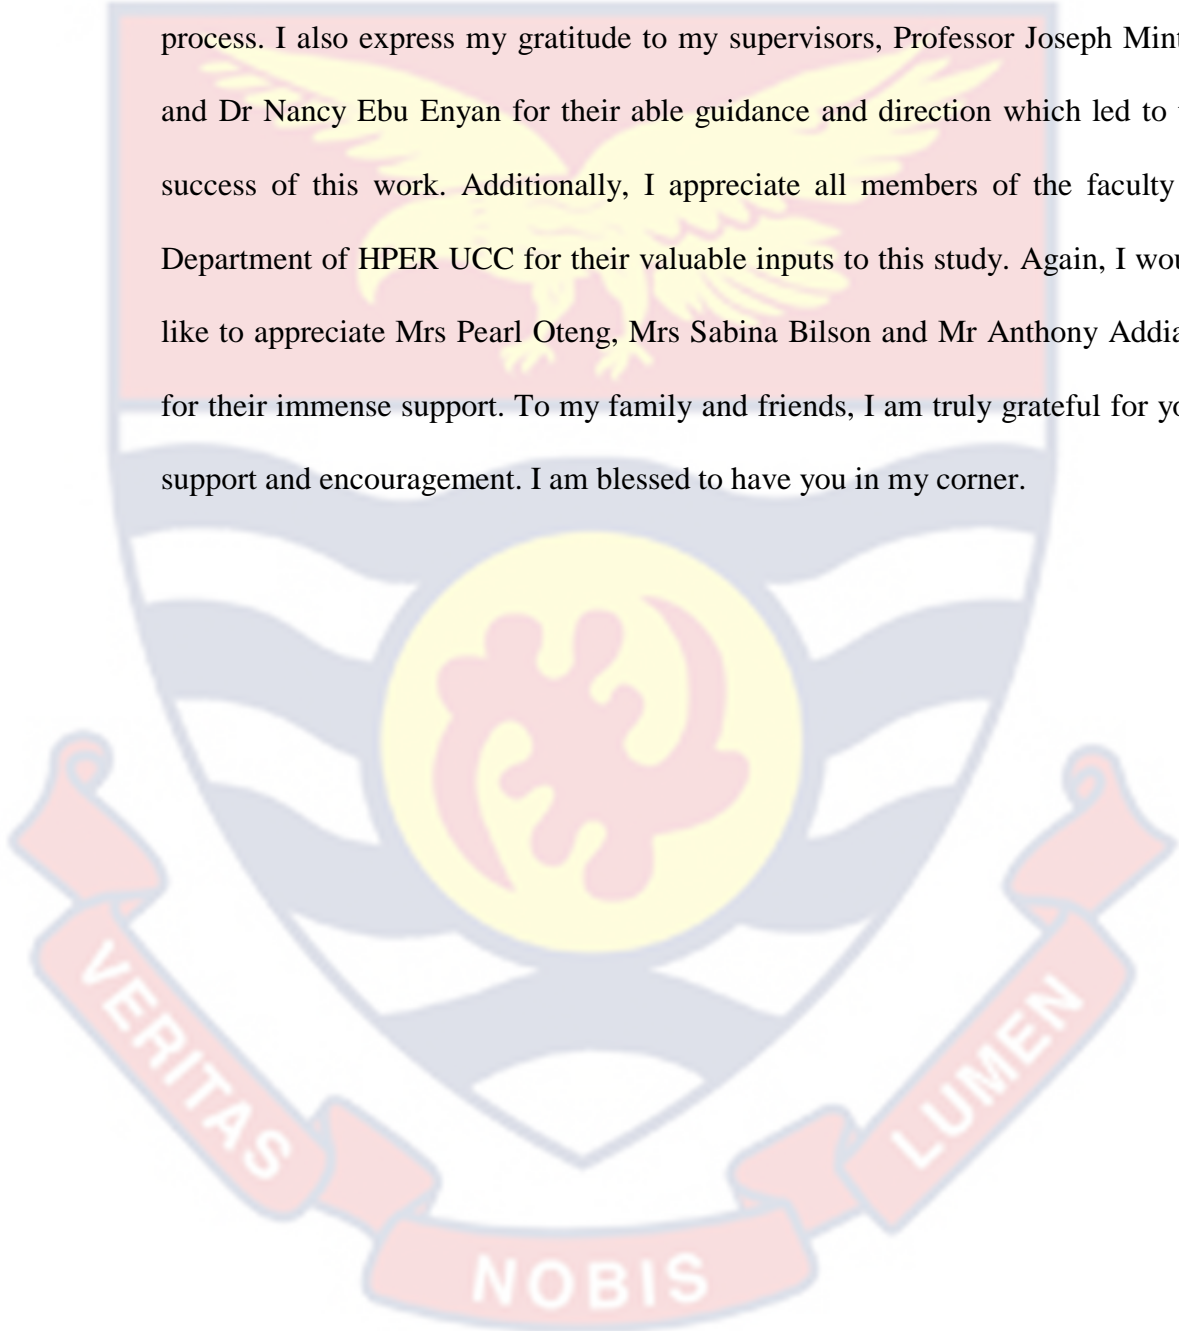 process. I also express my gratitude to my supervisors, Professor Joseph
and Dr Nancy Ebu Enyan for their able guidance and direction which led to
success of this work. Additionally, I appreciate all members of the faculty
Department of HPER UCC for their valuable inputs to this study. Again, I
like to appreciate Mrs Pearl Oteng, Mrs Sabina Bilson and Mr Anthony
for their immense support. To my family and friends, I am truly grateful for
support and encouragement. I am blessed to have you in my corner.
VERITAS
NOBIS
LUMEN